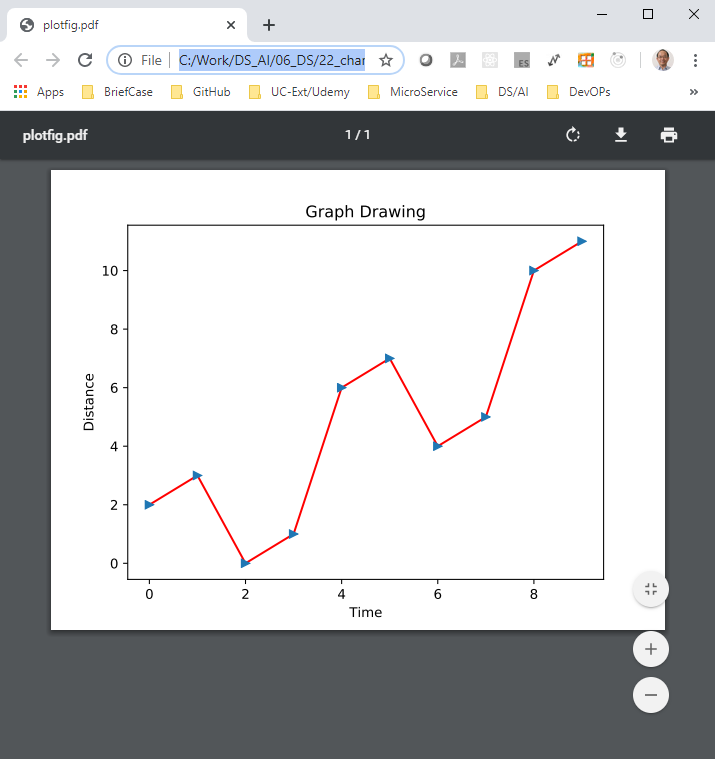 plotfig.pdf
File | C:/Work/DS_AI/06_DS/22_char
Apps BriefCase GitHub UC-Ext/Udemy MicroService DS/AI DevOPs »
plotfig.pdf 1 / 1
Graph Drawing
10
8
6
4
2
0
Distance
0 2 4 6 8
Time